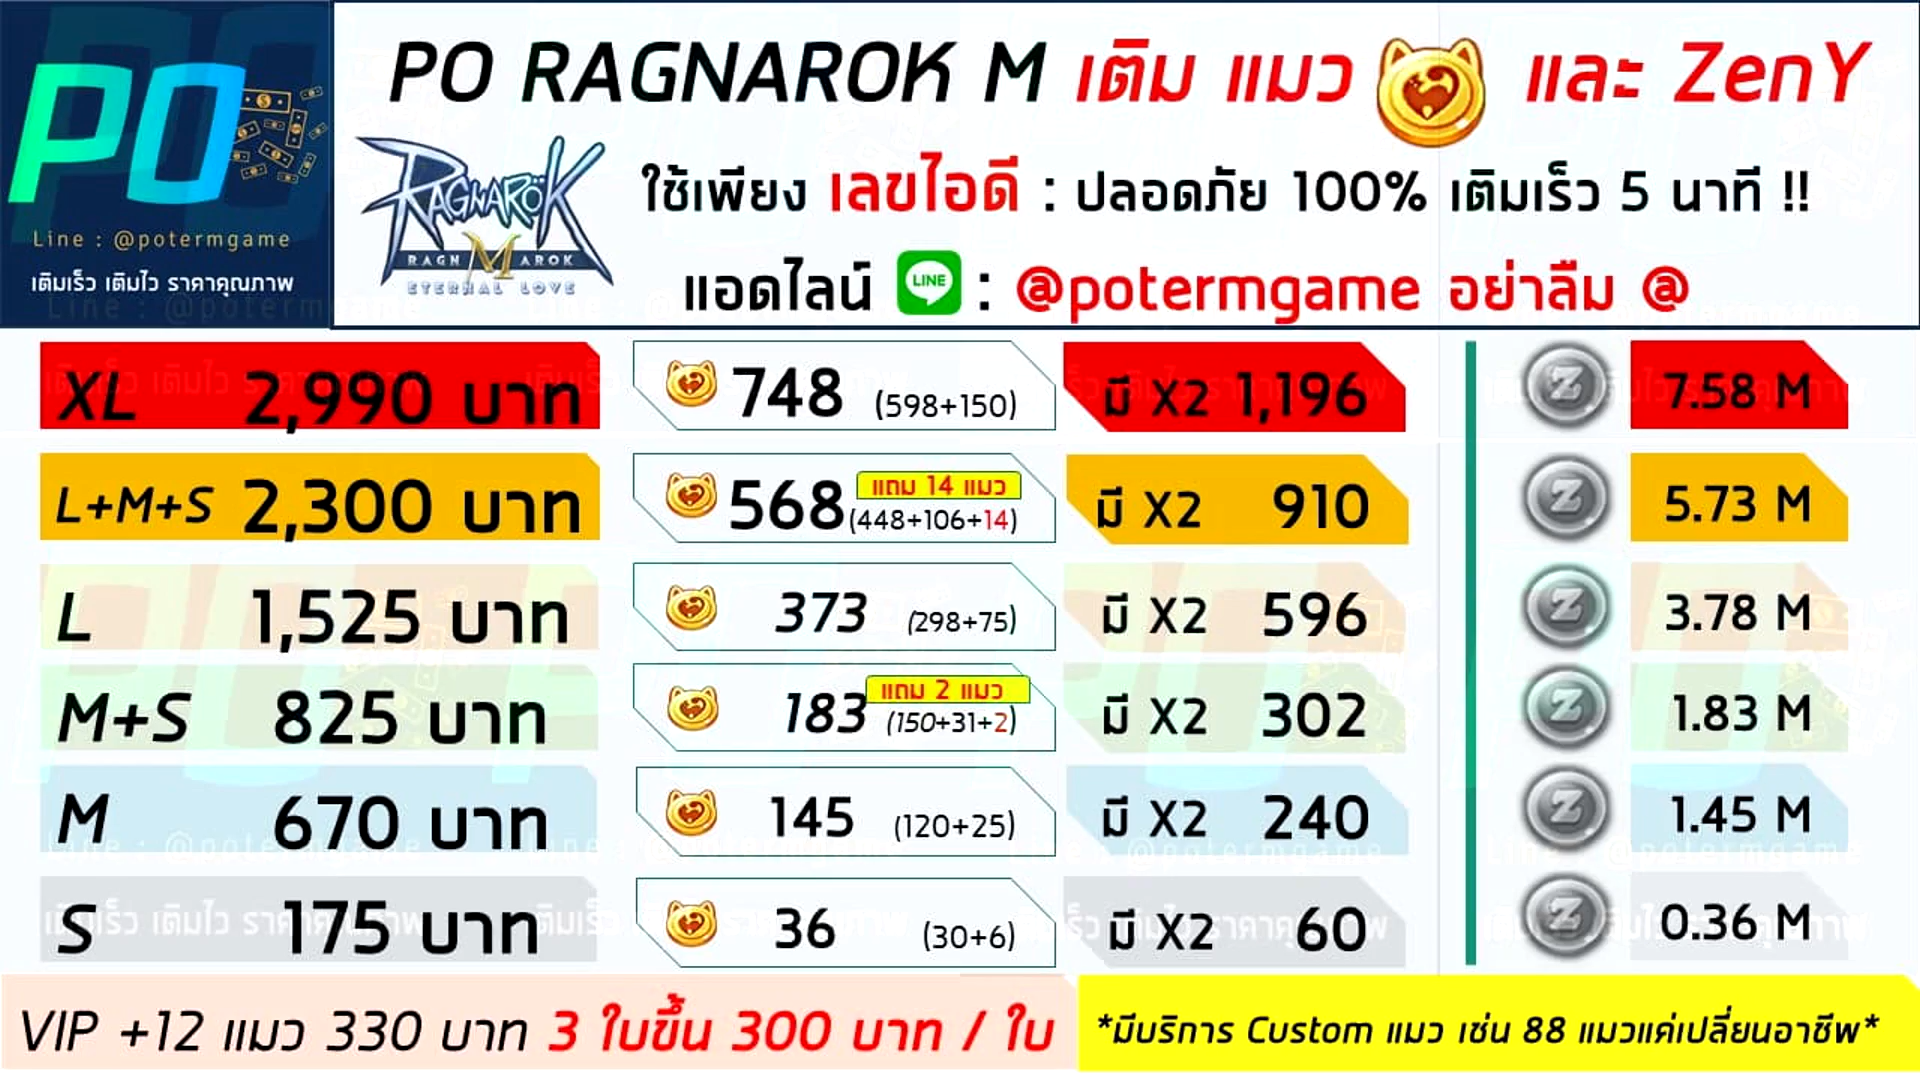 PO
Line : @potermgame
เติมเร็ว เติมไว ราคาคุณภาพ
PO RAGNAROK M เติม แมว และ ZenY
RAGNARÖK
RAGN M AROK
ETERNAL LOVE
ใช้เพียง เลขไอดี : ปลอดภัย 100% เติมเร็ว 5 นาที !!
แอดไลน์ LINE : @potermgame อย่าลืม @
XL 2,990 บาท 748 (598+150) มี X2 1,196 Z 7.58 M
L+M+S 2,300 บาท 568 แถม 14 แมว (448+106+14) มี X2 910 Z 5.73 M
L 1,525 บาท 373 (298+75) มี X2 596 Z 3.78 M
M+S 825 บาท 183 แถม 2 แมว (150+31+2) มี X2 302 Z 1.83 M
M 670 บาท 145 (120+25) มี X2 240 Z 1.45 M
S 175 บาท 36 (30+6) มี X2 60 Z 0.36 M
VIP +12 แมว 330 บาท 3 ใบขึ้น 300 บาท / ใบ
*มีบริการ Custom แมว เช่น 88 แมวแค่เปลี่ยนอาชีพ*